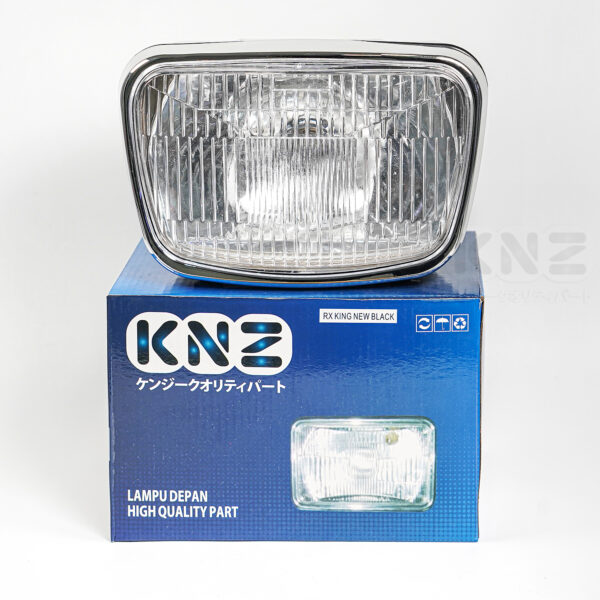 KNZ
ケンジークオリティパート
RX KING NEW BLACK
KNZ
ケンジークオリティパート
LAMPU DEPAN
HIGH QUALITY PART